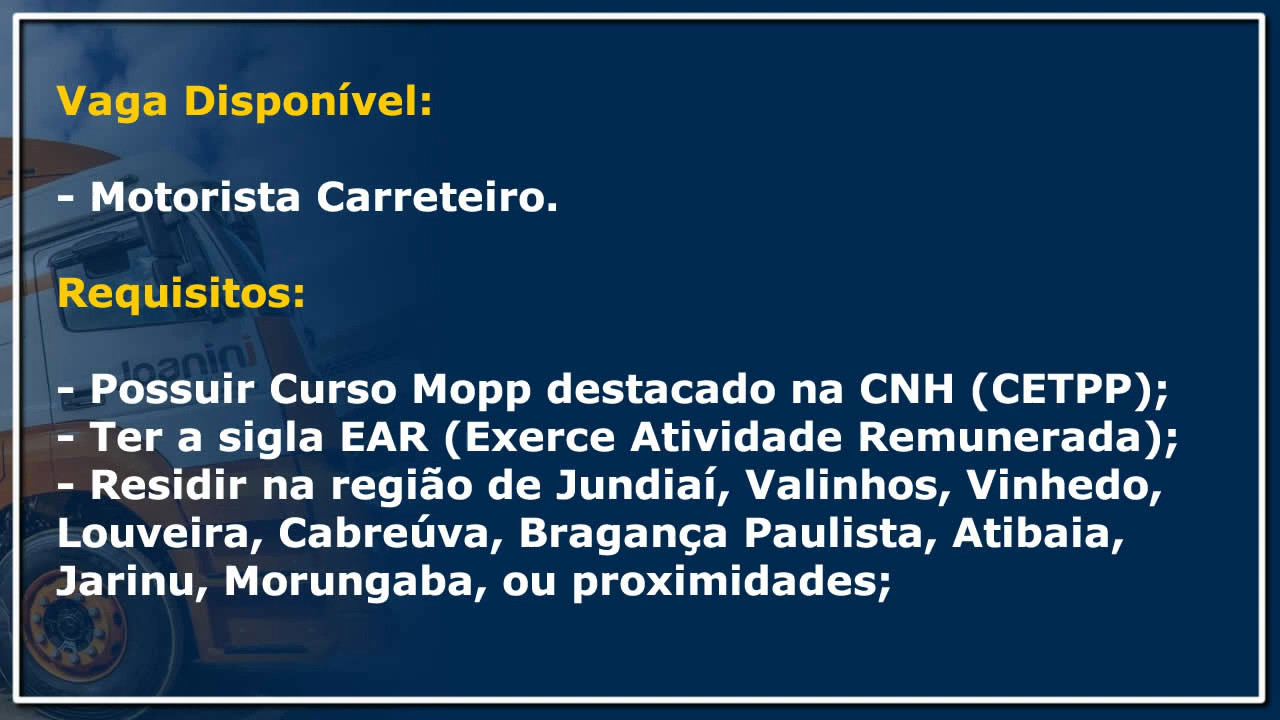 Vaga Disponível:
- Motorista Carreteiro.
Requisitos:
Joanini
- Possuir Curso Mopp destacado na CNH (CETPP);
- Ter a sigla EAR (Exerce Atividade Remunerada);
- Residir na região de Jundiaí, Valinhos, Vinhedo,
Louveira, Cabreúva, Bragança Paulista, Atibaia,
Jarinu, Morungaba, ou proximidades;